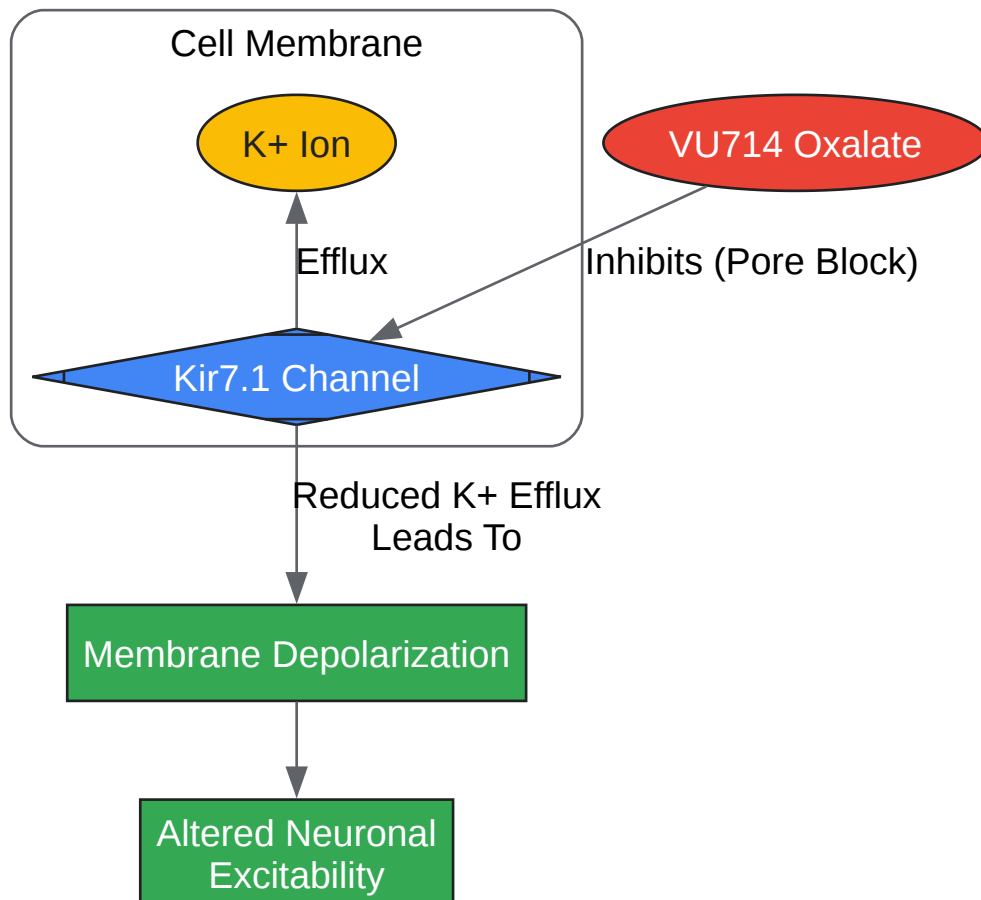 Cell Membrane
K+ Ion
VU714 Oxalate
Efflux
Inhibits (Pore Block)
Kir7.1 Channel
Reduced K+ Efflux
Leads To
Membrane Depolarization
Altered Neuronal
Excitability